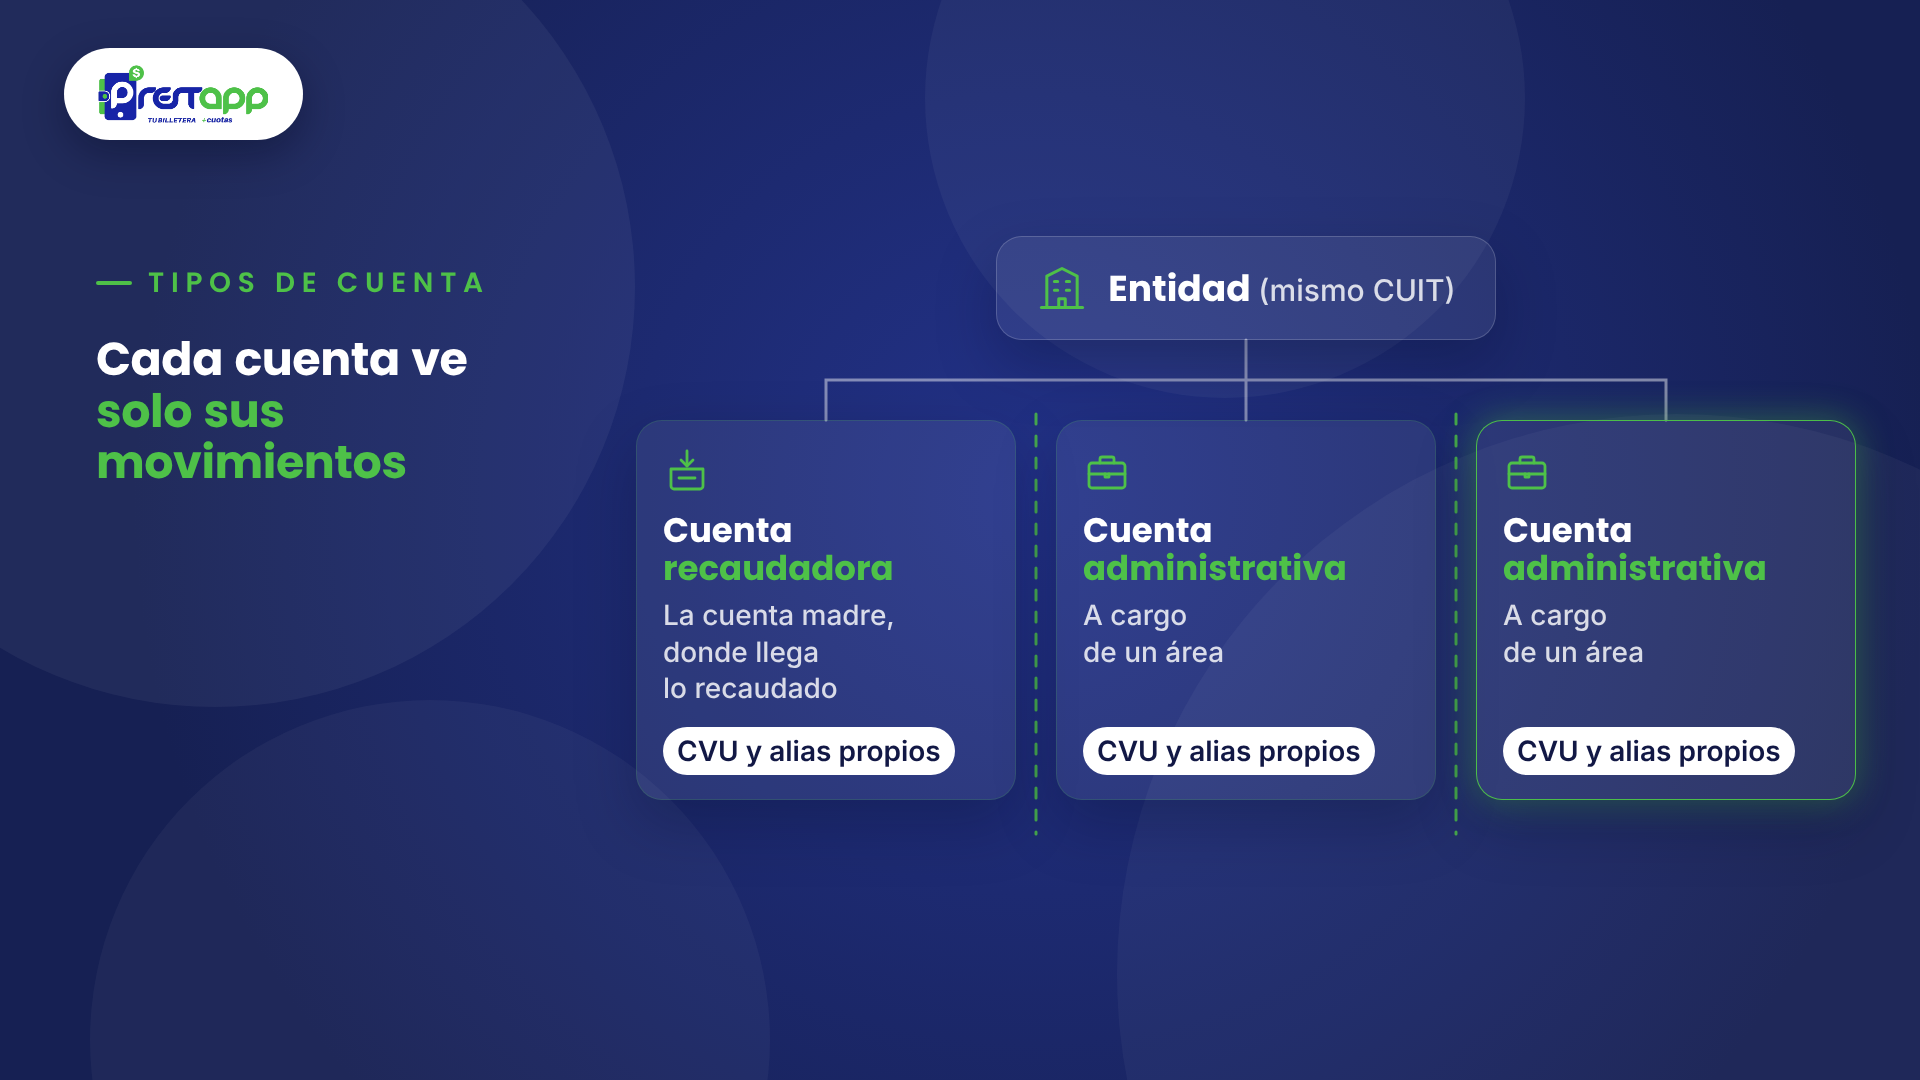 $
Prestapp
TU BILLETERA +cuotas
TIPOS DE CUENTA
Cada cuenta ve
solo sus
movimientos
Entidad (mismo CUIT)
Cuenta
recaudadora
La cuenta madre,
donde llega
lo recaudado
CVU y alias propios
Cuenta
administrativa
A cargo
de un área
CVU y alias propios
Cuenta
administrativa
A cargo
de un área
CVU y alias propios